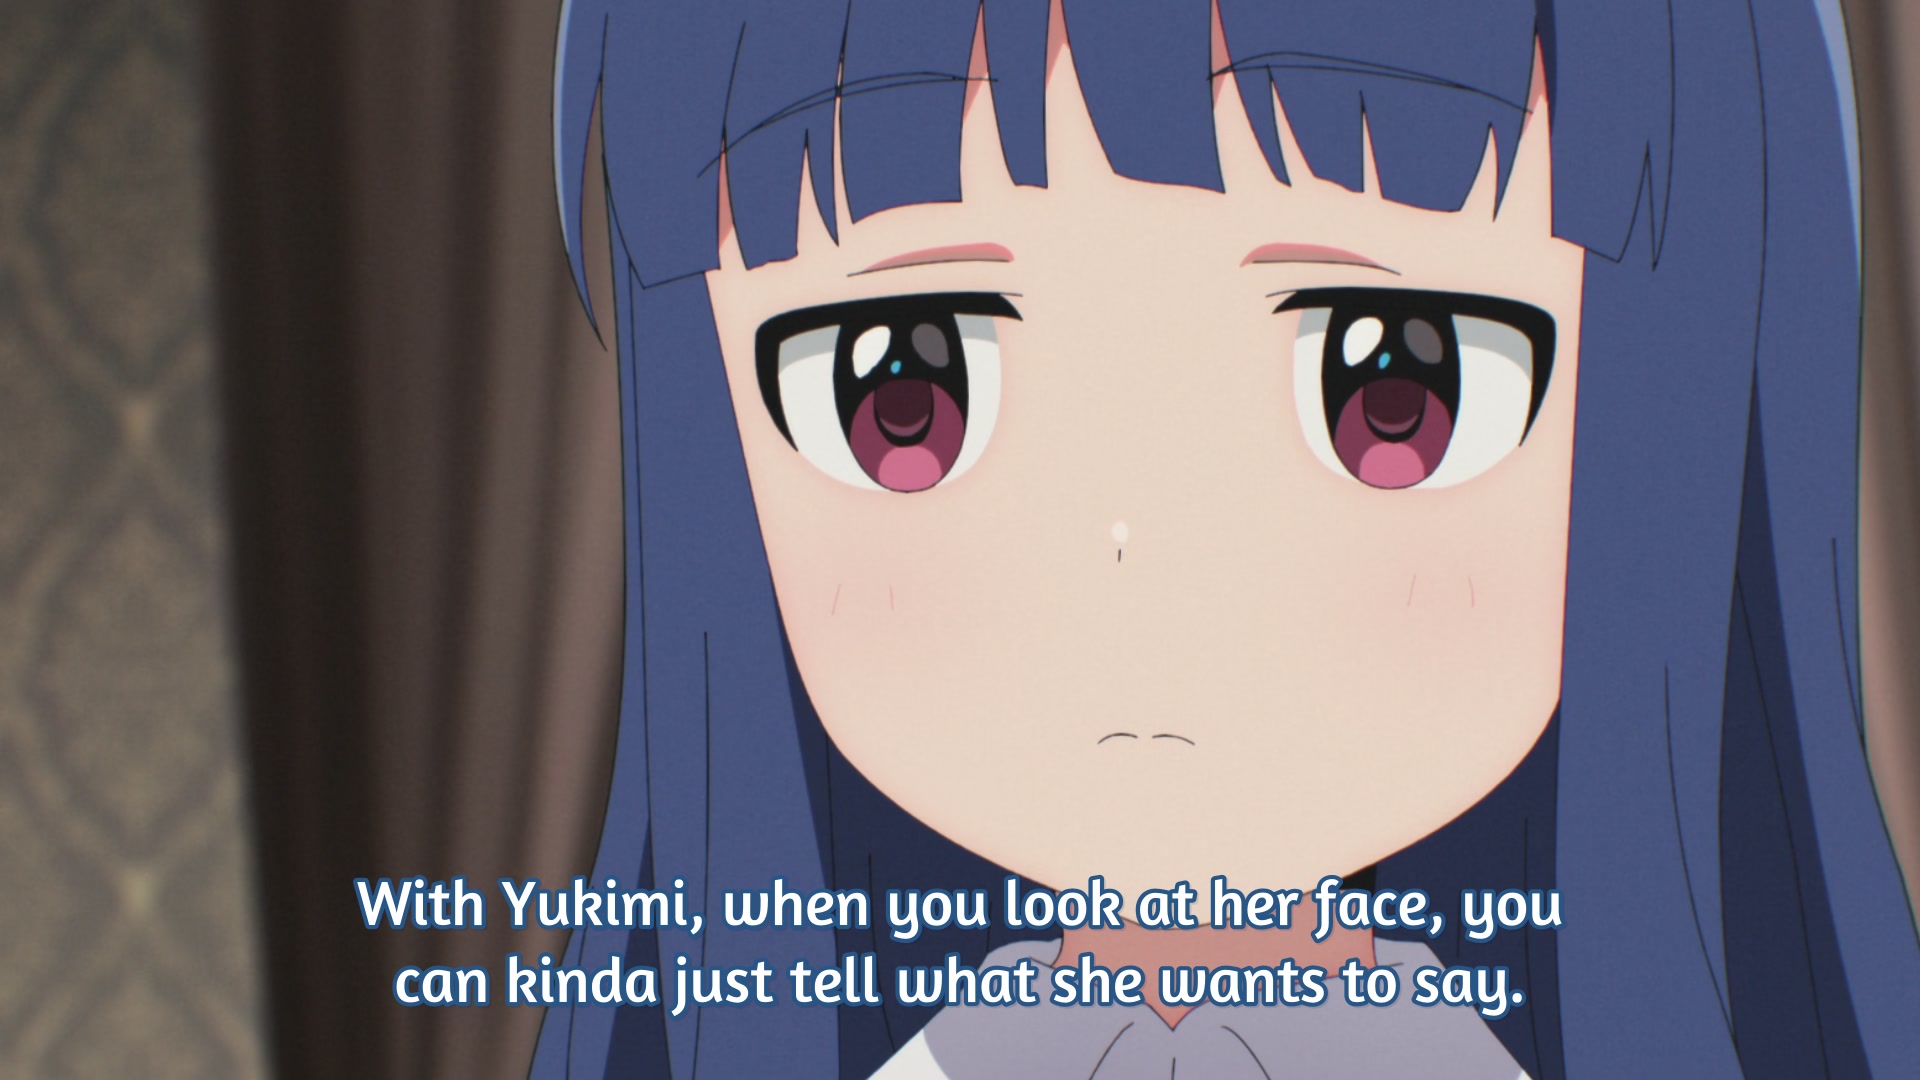 With Yukimi, when you look at her face, you
can kinda just tell what she wants to say.